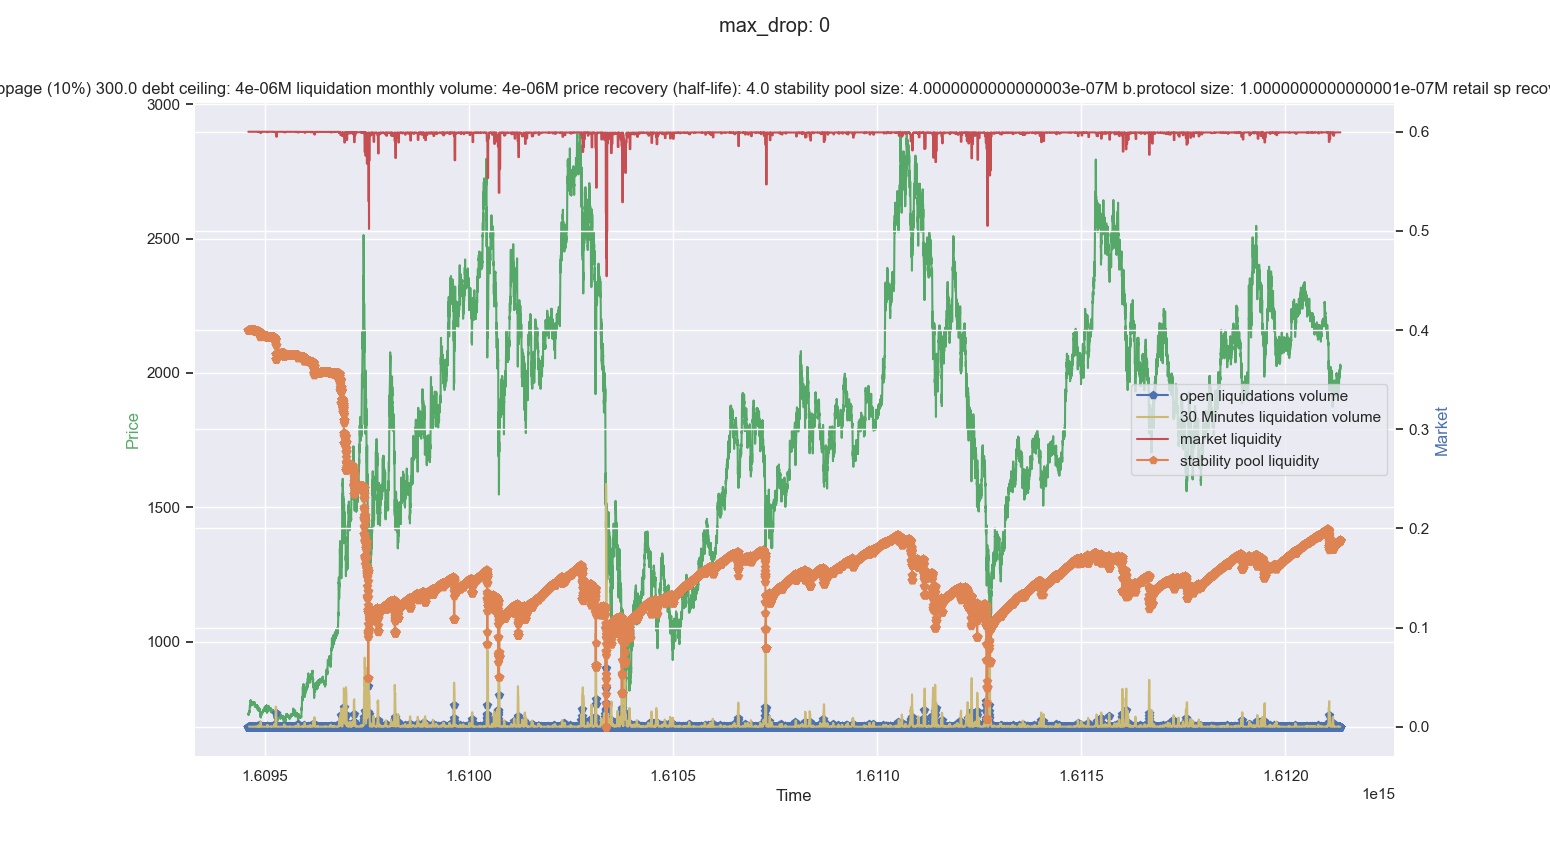 max_drop: 0
(10%) 300.0 debt ceiling: 4e-06M liquidation monthly volume: 4e-06M price recovery (half-life): 4.0 stability pool size: 4.0000000000000003e-07M b.protocol size: 1.0000000000000001e-07M retail sp
3000
2500
2000
1500
1000
Price
0.6
0.5
0.4
0.3
0.2
0.1
0.0
Market
open liquidations volume
30 Minutes liquidation volume
market liquidity
stability pool liquidity
1.6095 1.6100 1.6105 1.6110 1.6115 1.6120
Time
1e15